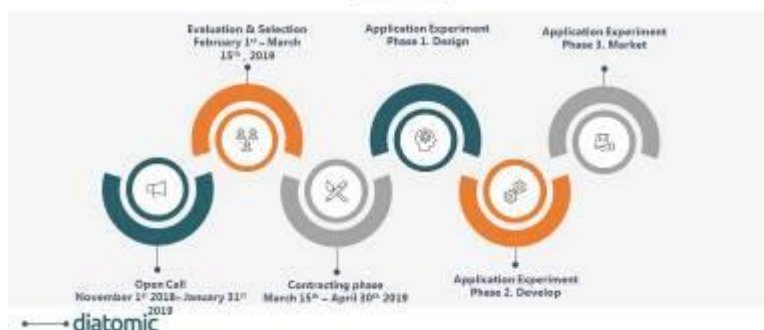 Evaluation & Selection
February 1st – March
15th, 2019
Application Experiment
Phase 1. Design
Application Experiment
Phase 3. Market
Open Call
November 1st 2018– January 31st
2019
Contracting phase
March 15th – April 30th 2019
Application Experiment
Phase 2. Develop
diatomic